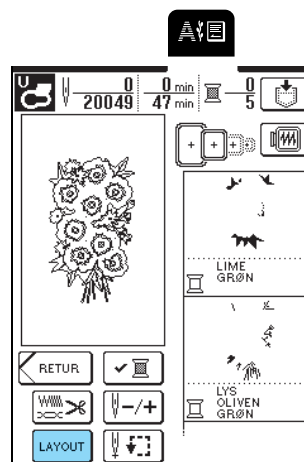 A
U
0 0 min 0
20049 47 min 5
LIME
GRØN
RETUR
LYS
OLIVEN
GRØN
-/+
LAYOUT